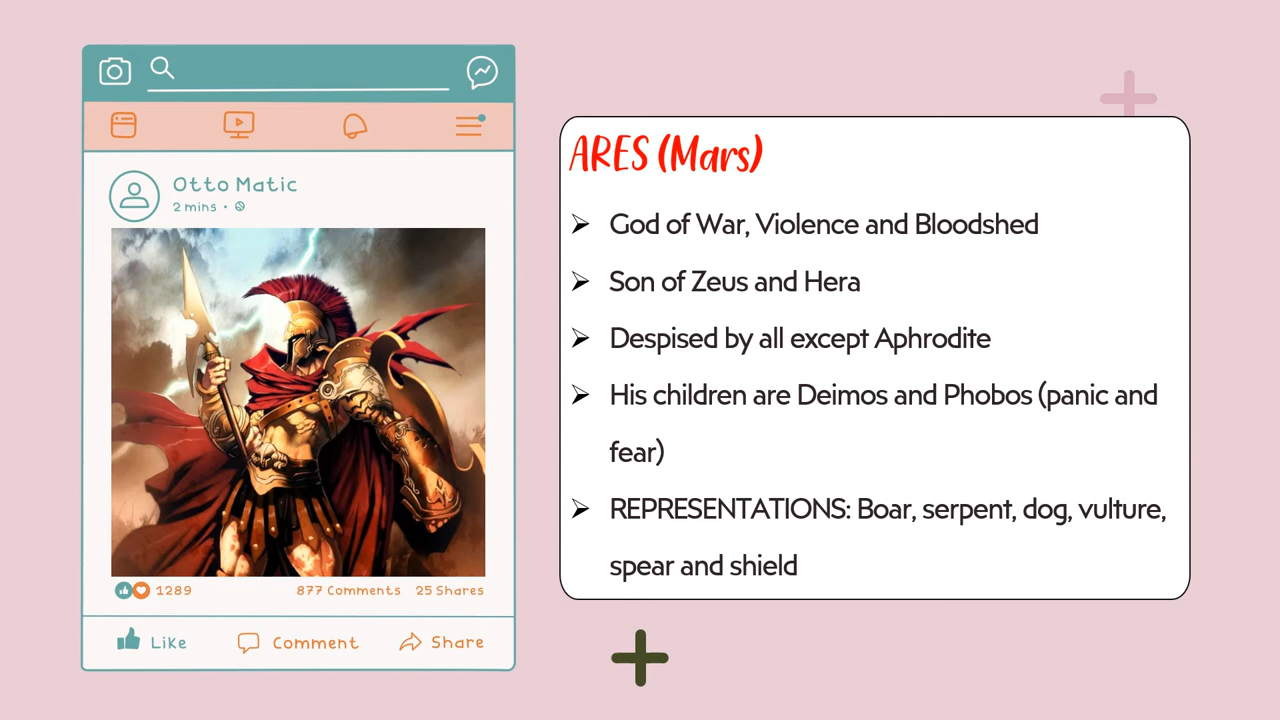 Otto Matic
2 mins •
1289
877 Comments
25 Shares
Like
Comment
Share
ARES (Mars)
➢ God of War, Violence and Bloodshed
➢ Son of Zeus and Hera
➢ Despised by all except Aphrodite
➢ His children are Deimos and Phobos (panic and
fear)
➢ REPRESENTATIONS: Boar, serpent, dog, vulture,
spear and shield